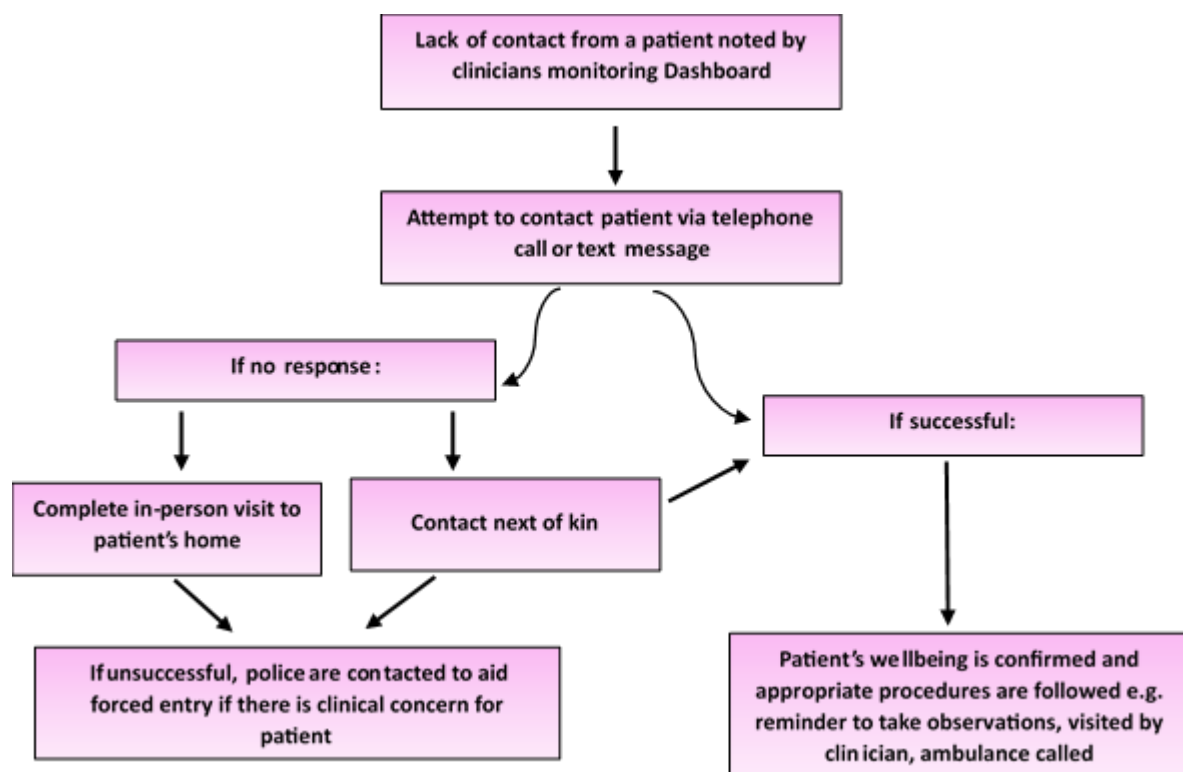 Lack of contact from a patient noted by
clinicians monitoring Dashboard
Attempt to contact patient via telephone
call or text message
If no response:
If successful:
Complete in-person visit to
patient's home
Contact next of kin
If unsuccessful, police are contacted to aid
forced entry if there is clinical concern for
patient
Patient's wellbeing is confirmed and
appropriate procedures are followed e.g.
reminder to take observations, visited by
clinician, ambulance called